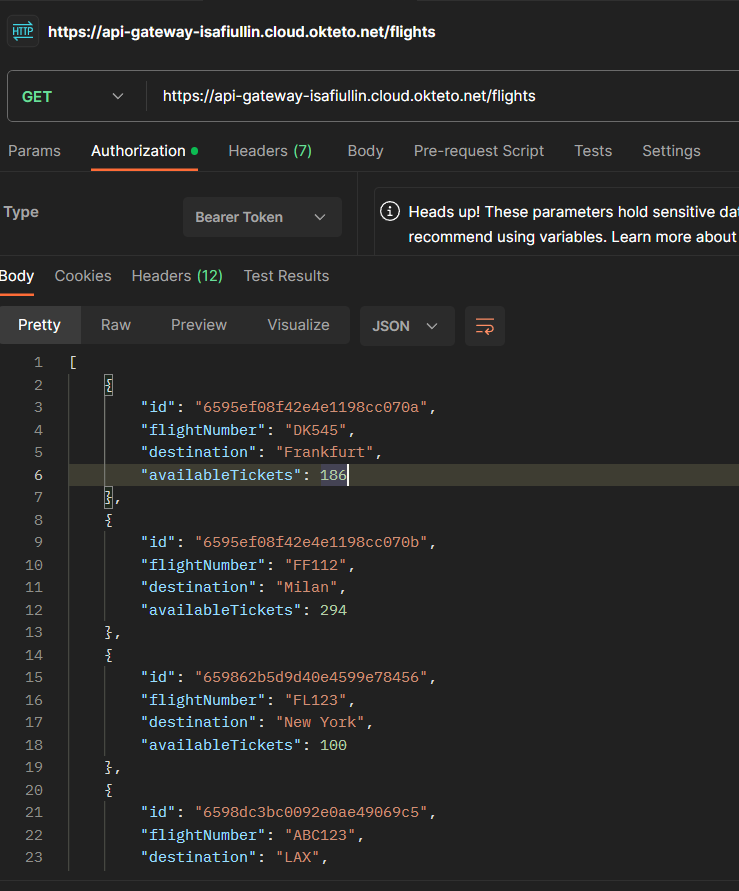 HTTP https://api-gateway-isafiullin.cloud.okteto.net/flights
GET https://api-gateway-isafiullin.cloud.okteto.net/flights
Params Authorization Headers (7) Body Pre-request Script Tests Settings
Type Bearer Token
Heads up! These parameters hold sensitive dat
recommend using variables. Learn more about
Body Cookies Headers (12) Test Results
Pretty Raw Preview Visualize JSON
1 [
2 {
3 "id": "6595ef08f42e4e1198cc070a",
4 "flightNumber": "DK545",
5 "destination": "Frankfurt",
6 "availableTickets": 186
7 },
8 {
9 "id": "6595ef08f42e4e1198cc070b",
10 "flightNumber": "FF112",
11 "destination": "Milan",
12 "availableTickets": 294
13 },
14 {
15 "id": "659862b5d9d40e4599e78456",
16 "flightNumber": "FL123",
17 "destination": "New York",
18 "availableTickets": 100
19 },
20 {
21 "id": "6598dc3bc0092e0ae49069c5",
22 "flightNumber": "ABC123",
23 "destination": "LAX",